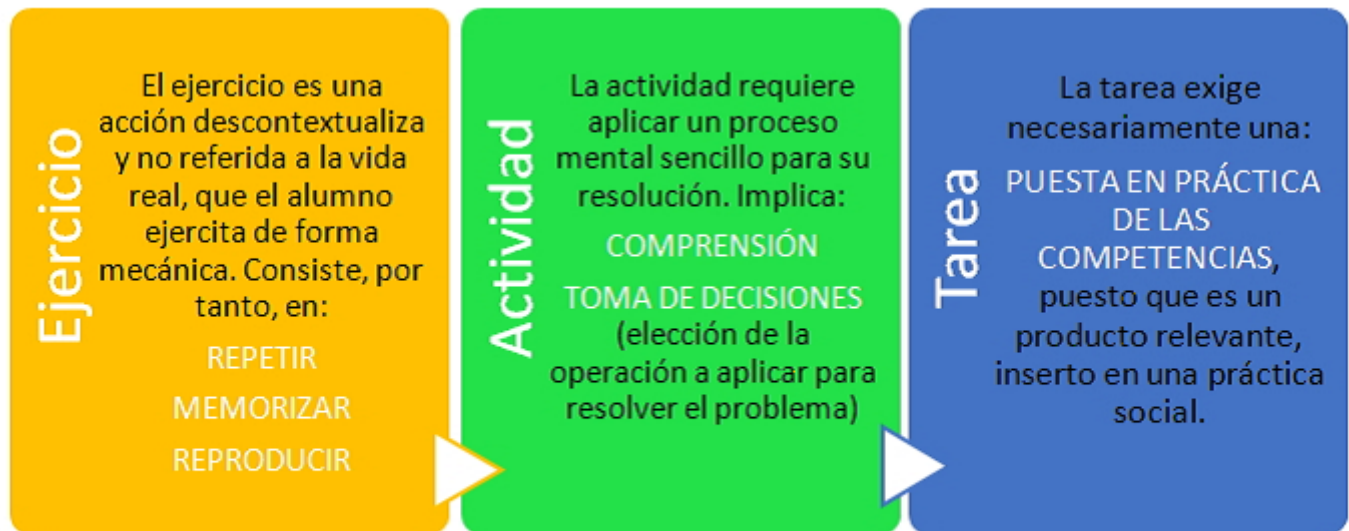 Ejercicio
El ejercicio es una
acción descontextualiza
y no referida a la vida
real, que el alumno
ejercita de forma
mecánica. Consiste, por
tanto, en:
REPETIR
MEMORIZAR
REPRODUCIR
Actividad
La actividad requiere
aplicar un proceso
mental sencillo para su
resolución. Implica:
COMPRENSIÓN
TOMA DE DECISIONES
(elección de la
operación a aplicar para
resolver el problema)
Tarea
La tarea exige
necesariamente una:
PUESTA EN PRÁCTICA
DE LAS
COMPETENCIAS,
puesto que es un
producto relevante,
inserto en una práctica
social.